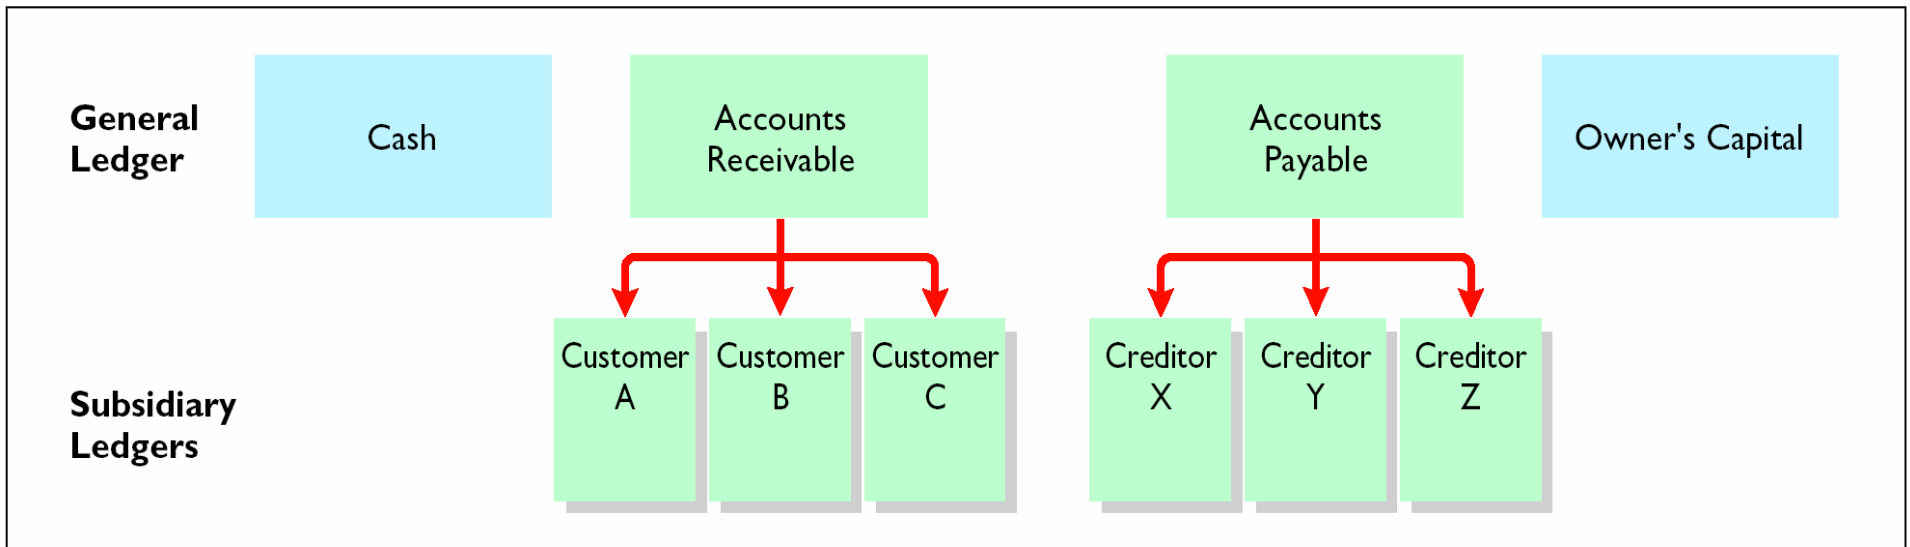 General
Ledger
Cash
Accounts
Receivable
Accounts
Payable
Owner's Capital
Subsidiary
Ledgers
Customer
A
Customer
B
Customer
C
Creditor
X
Creditor
Y
Creditor
Z